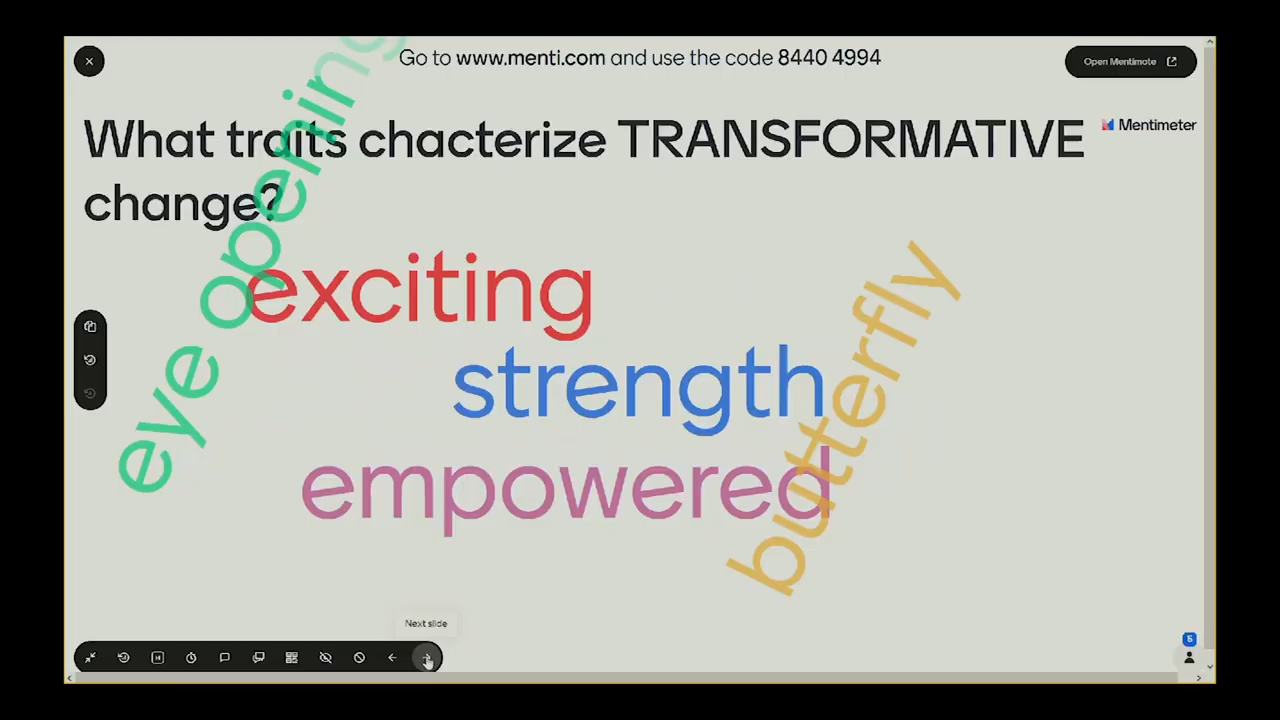 Go to www.menti.com and use the code 8440 4994
Open Mentimote
Mentimeter
What traits chacterize TRANSFORMATIVE
change?
eye opening
exciting
strength
butterfly
empowered
Next slide
5